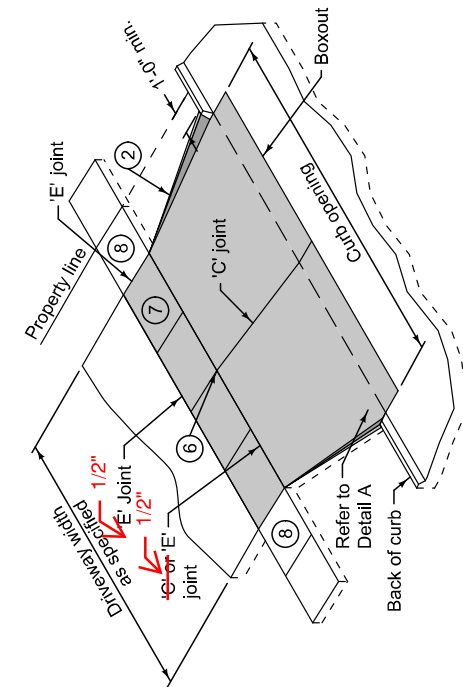 1'-0" min.
Boxout
'E' joint
2
Property line
8
'C' joint
Curb opening
7
6
Driveway width
as specified
1/2"
'E' Joint
1/2"
'C' or 'E'
joint
8
Refer to
Detail A
Back of curb